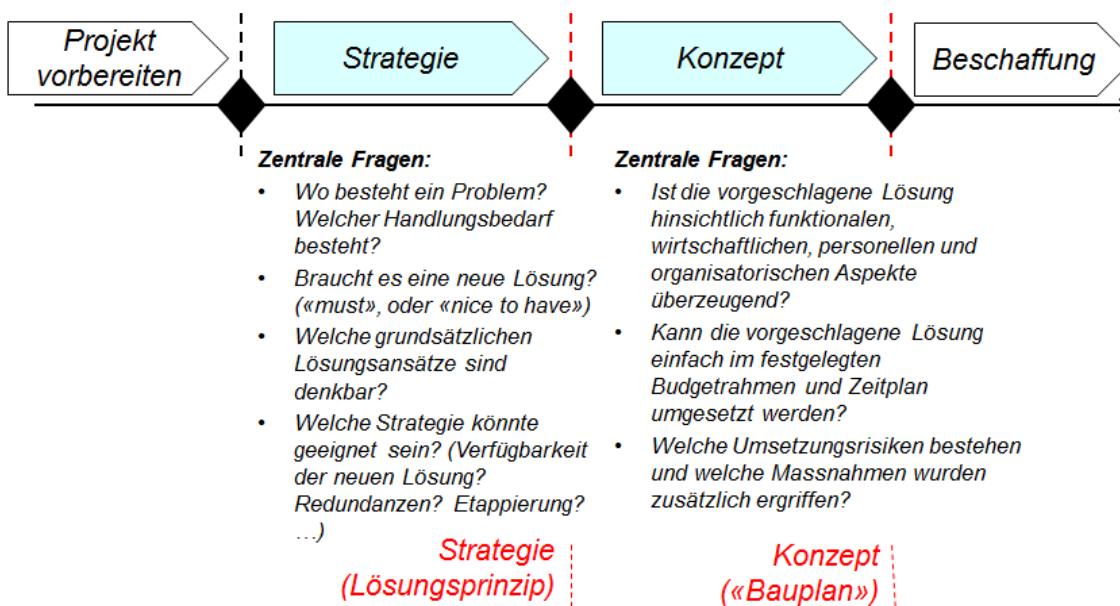 Projekt
vorbereiten
Strategie
Konzept
Beschaffung
Zentrale Fragen:
• Wo besteht ein Problem?
Welcher Handlungsbedarf
besteht?
• Braucht es eine neue Lösung?
(«must», oder «nice to have»)
• Welche grundsätzlichen
Lösungsansätze sind
denkbar?
• Welche Strategie könnte
geeignet sein? (Verfügbarkeit
der neuen Lösung?
Redundanzen? Etappierung?
…)
Strategie
(Lösungsprinzip)
Zentrale Fragen:
• Ist die vorgeschlagene Lösung
hinsichtlich funktionalen,
wirtschaftlichen, personellen und
organisatorischen Aspekte
überzeugend?
• Kann die vorgeschlagene Lösung
einfach im festgelegten
Budgetrahmen und Zeitplan
umgesetzt werden?
• Welche Umsetzungsrisiken bestehen
und welche Massnahmen wurden
zusätzlich ergriffen?
Konzept
(«Bauplan»)